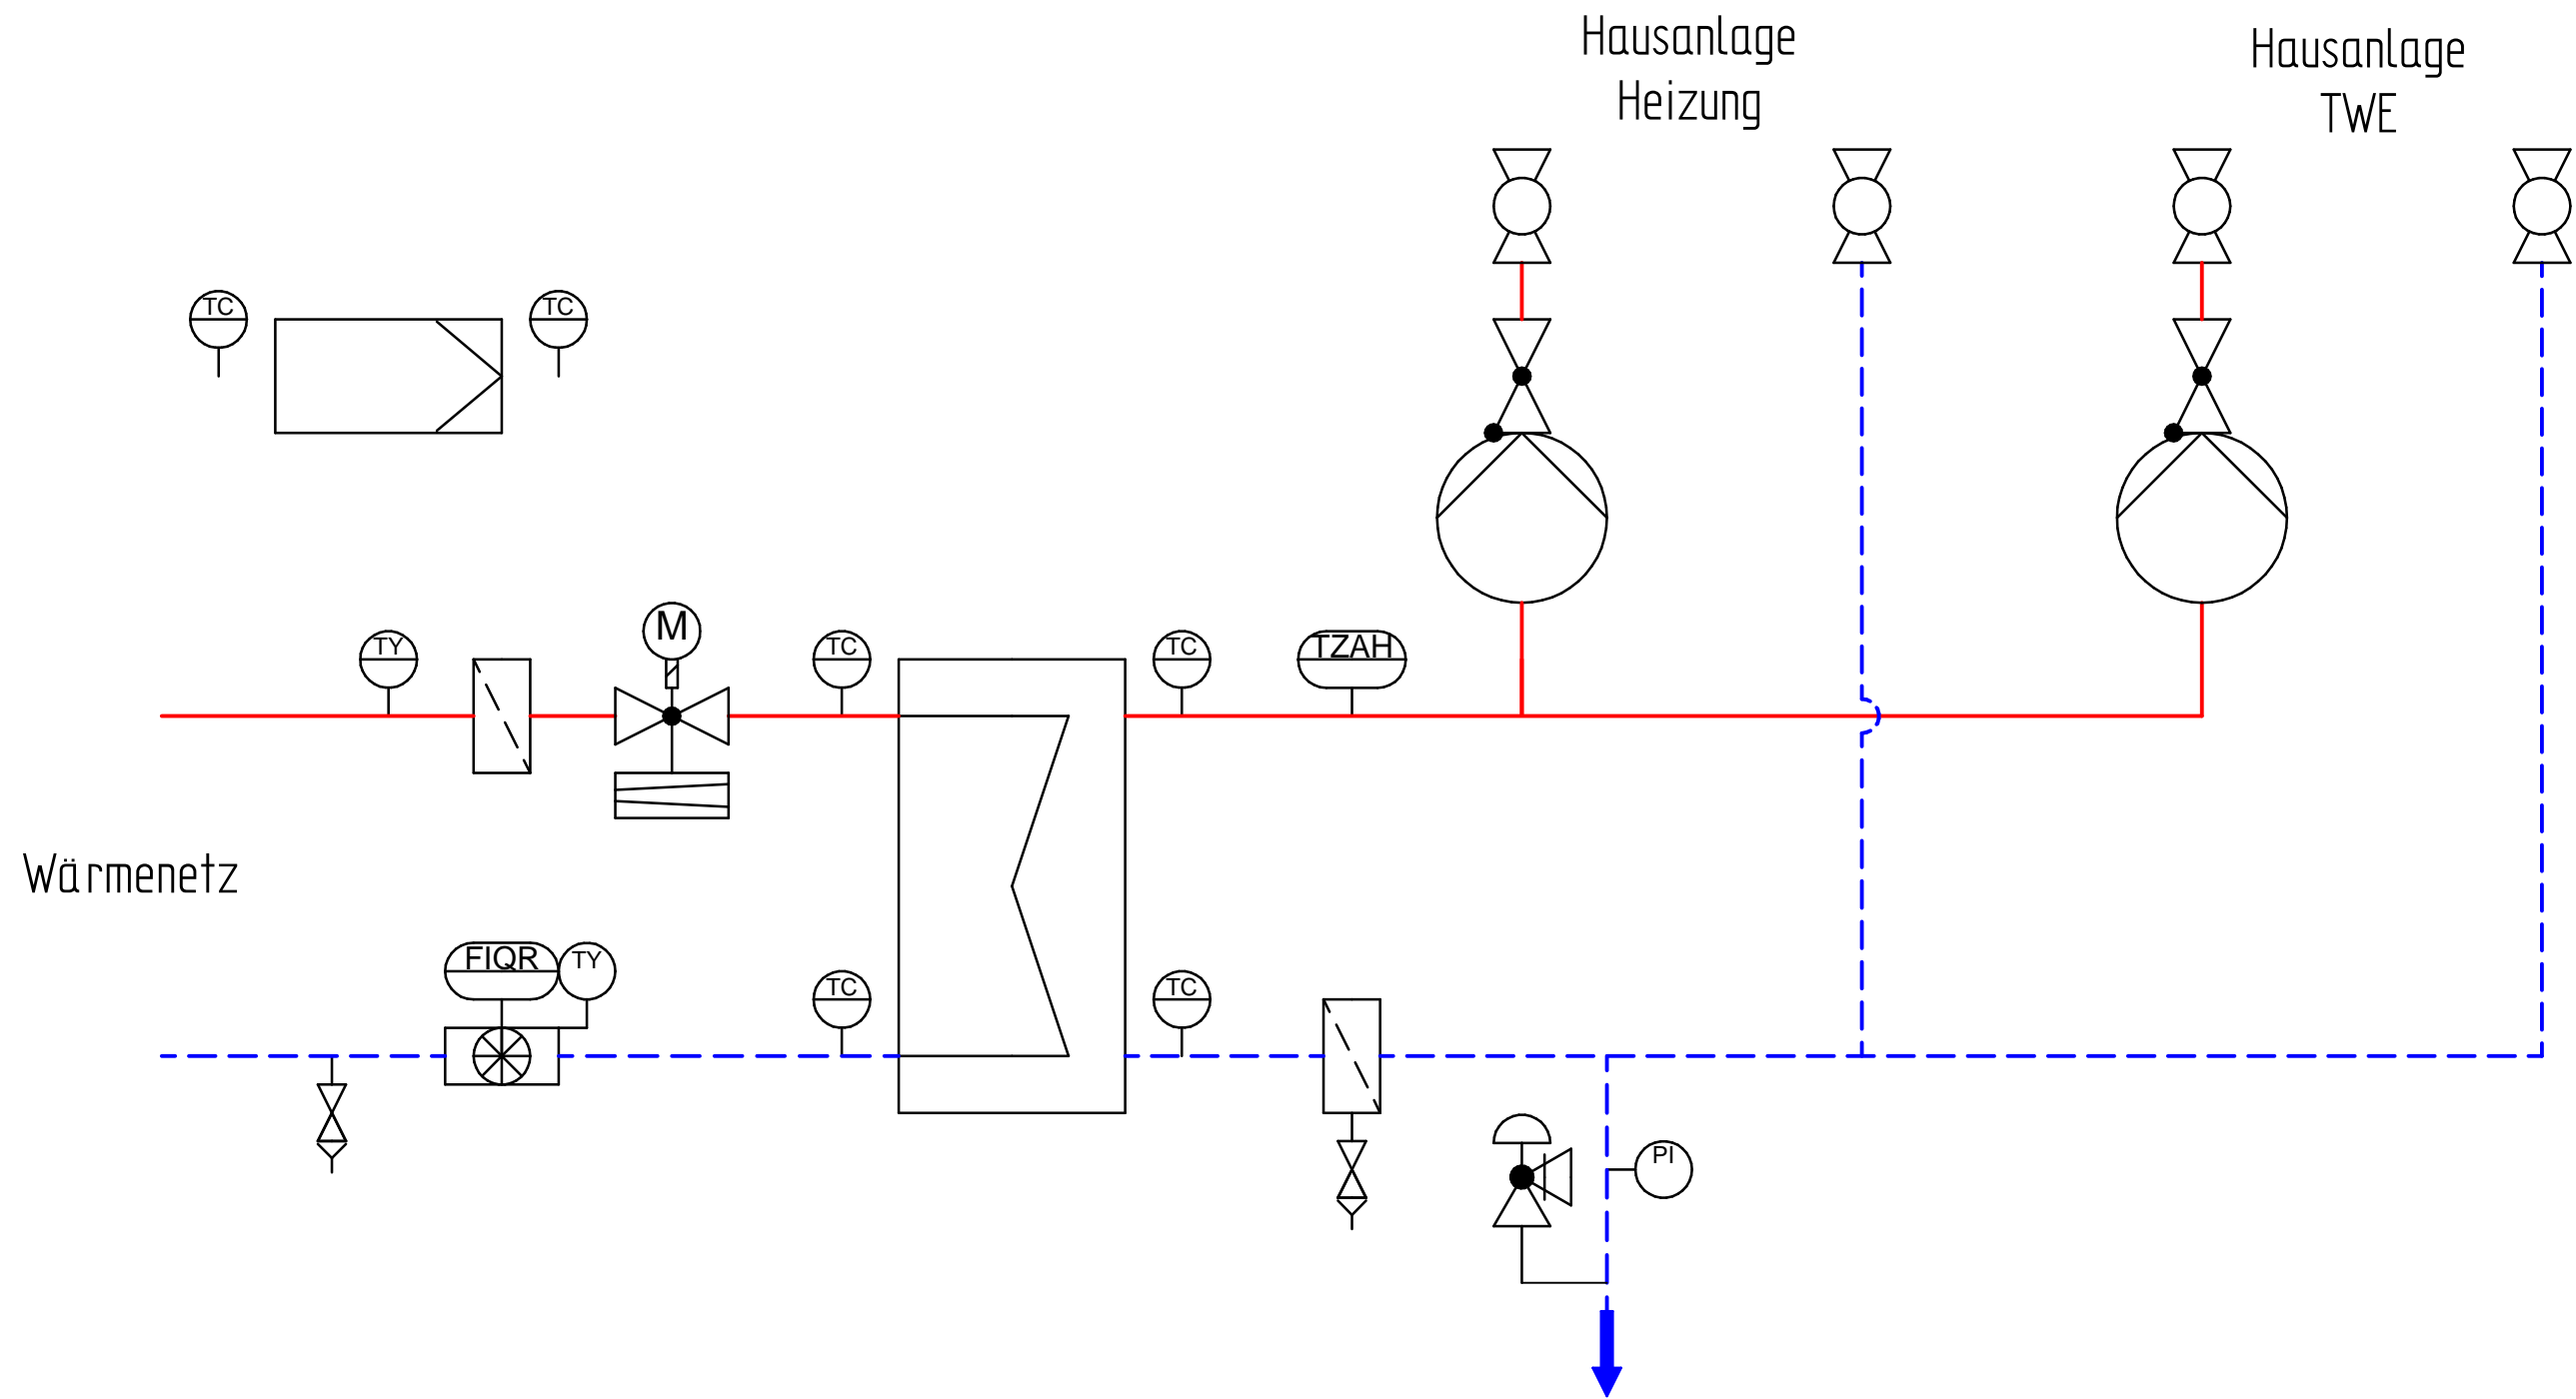 Hausanlage
Heizung
Hausanlage
TWE
TC
TC
TY
M
TC
TC
TZAH
Wärmenetz
FIQR
TY
TC
TC
PI